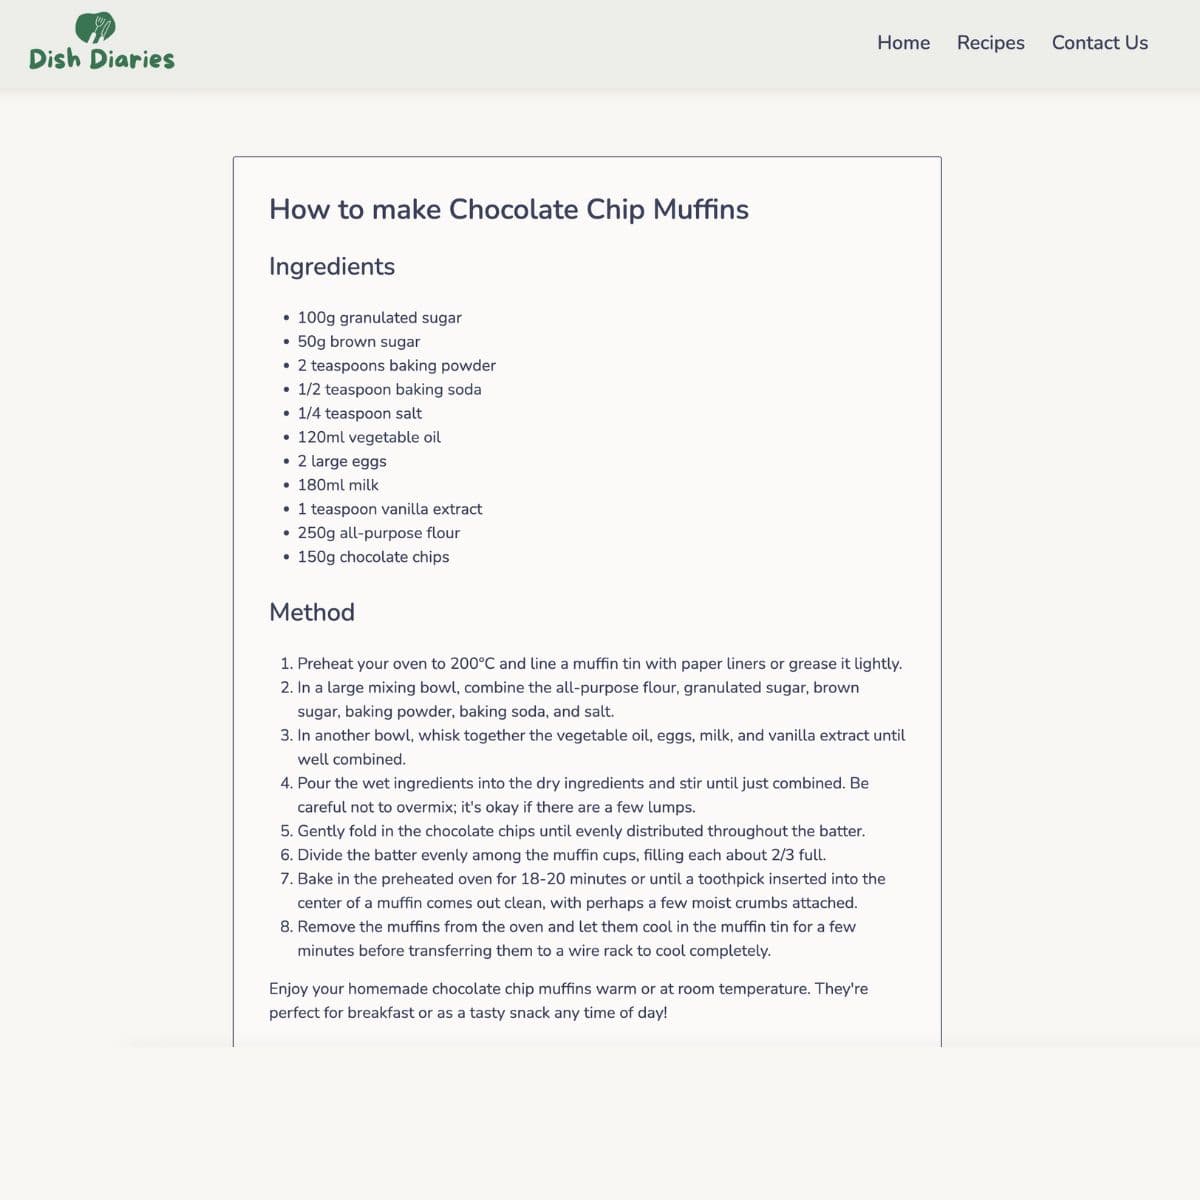 Dish Diaries
Home Recipes Contact Us
How to make Chocolate Chip Muffins
Ingredients
• 100g granulated sugar
• 50g brown sugar
• 2 teaspoons baking powder
• 1/2 teaspoon baking soda
• 1/4 teaspoon salt
• 120ml vegetable oil
• 2 large eggs
• 180ml milk
• 1 teaspoon vanilla extract
• 250g all-purpose flour
• 150g chocolate chips
Method
1. Preheat your oven to 200°C and line a muffin tin with paper liners or grease it lightly.
2. In a large mixing bowl, combine the all-purpose flour, granulated sugar, brown
sugar, baking powder, baking soda, and salt.
3. In another bowl, whisk together the vegetable oil, eggs, milk, and vanilla extract until
well combined.
4. Pour the wet ingredients into the dry ingredients and stir until just combined. Be
careful not to overmix; it's okay if there are a few lumps.
5. Gently fold in the chocolate chips until evenly distributed throughout the batter.
6. Divide the batter evenly among the muffin cups, filling each about 2/3 full.
7. Bake in the preheated oven for 18-20 minutes or until a toothpick inserted into the
center of a muffin comes out clean, with perhaps a few moist crumbs attached.
8. Remove the muffins from the oven and let them cool in the muffin tin for a few
minutes before transferring them to a wire rack to cool completely.
Enjoy your homemade chocolate chip muffins warm or at room temperature. They're
perfect for breakfast or as a tasty snack any time of day!